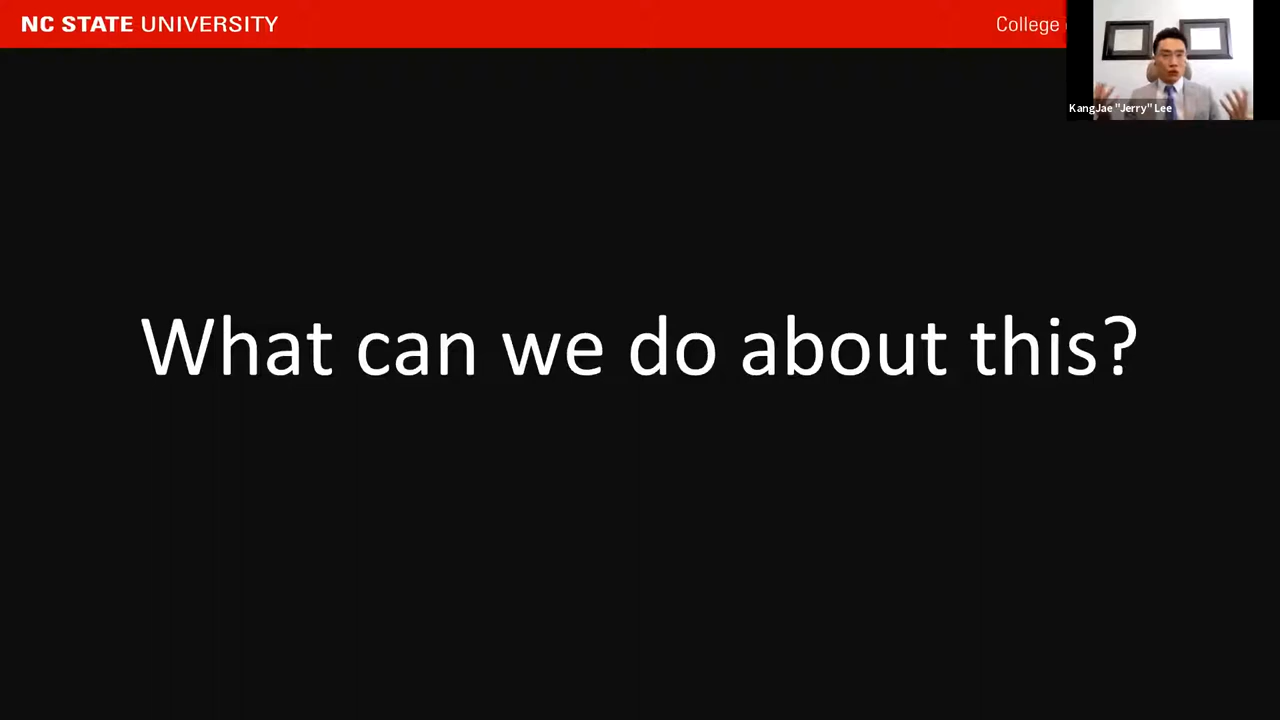 NC STATE UNIVERSITY
College
KangJae "Jerry" Lee
What can we do about this?